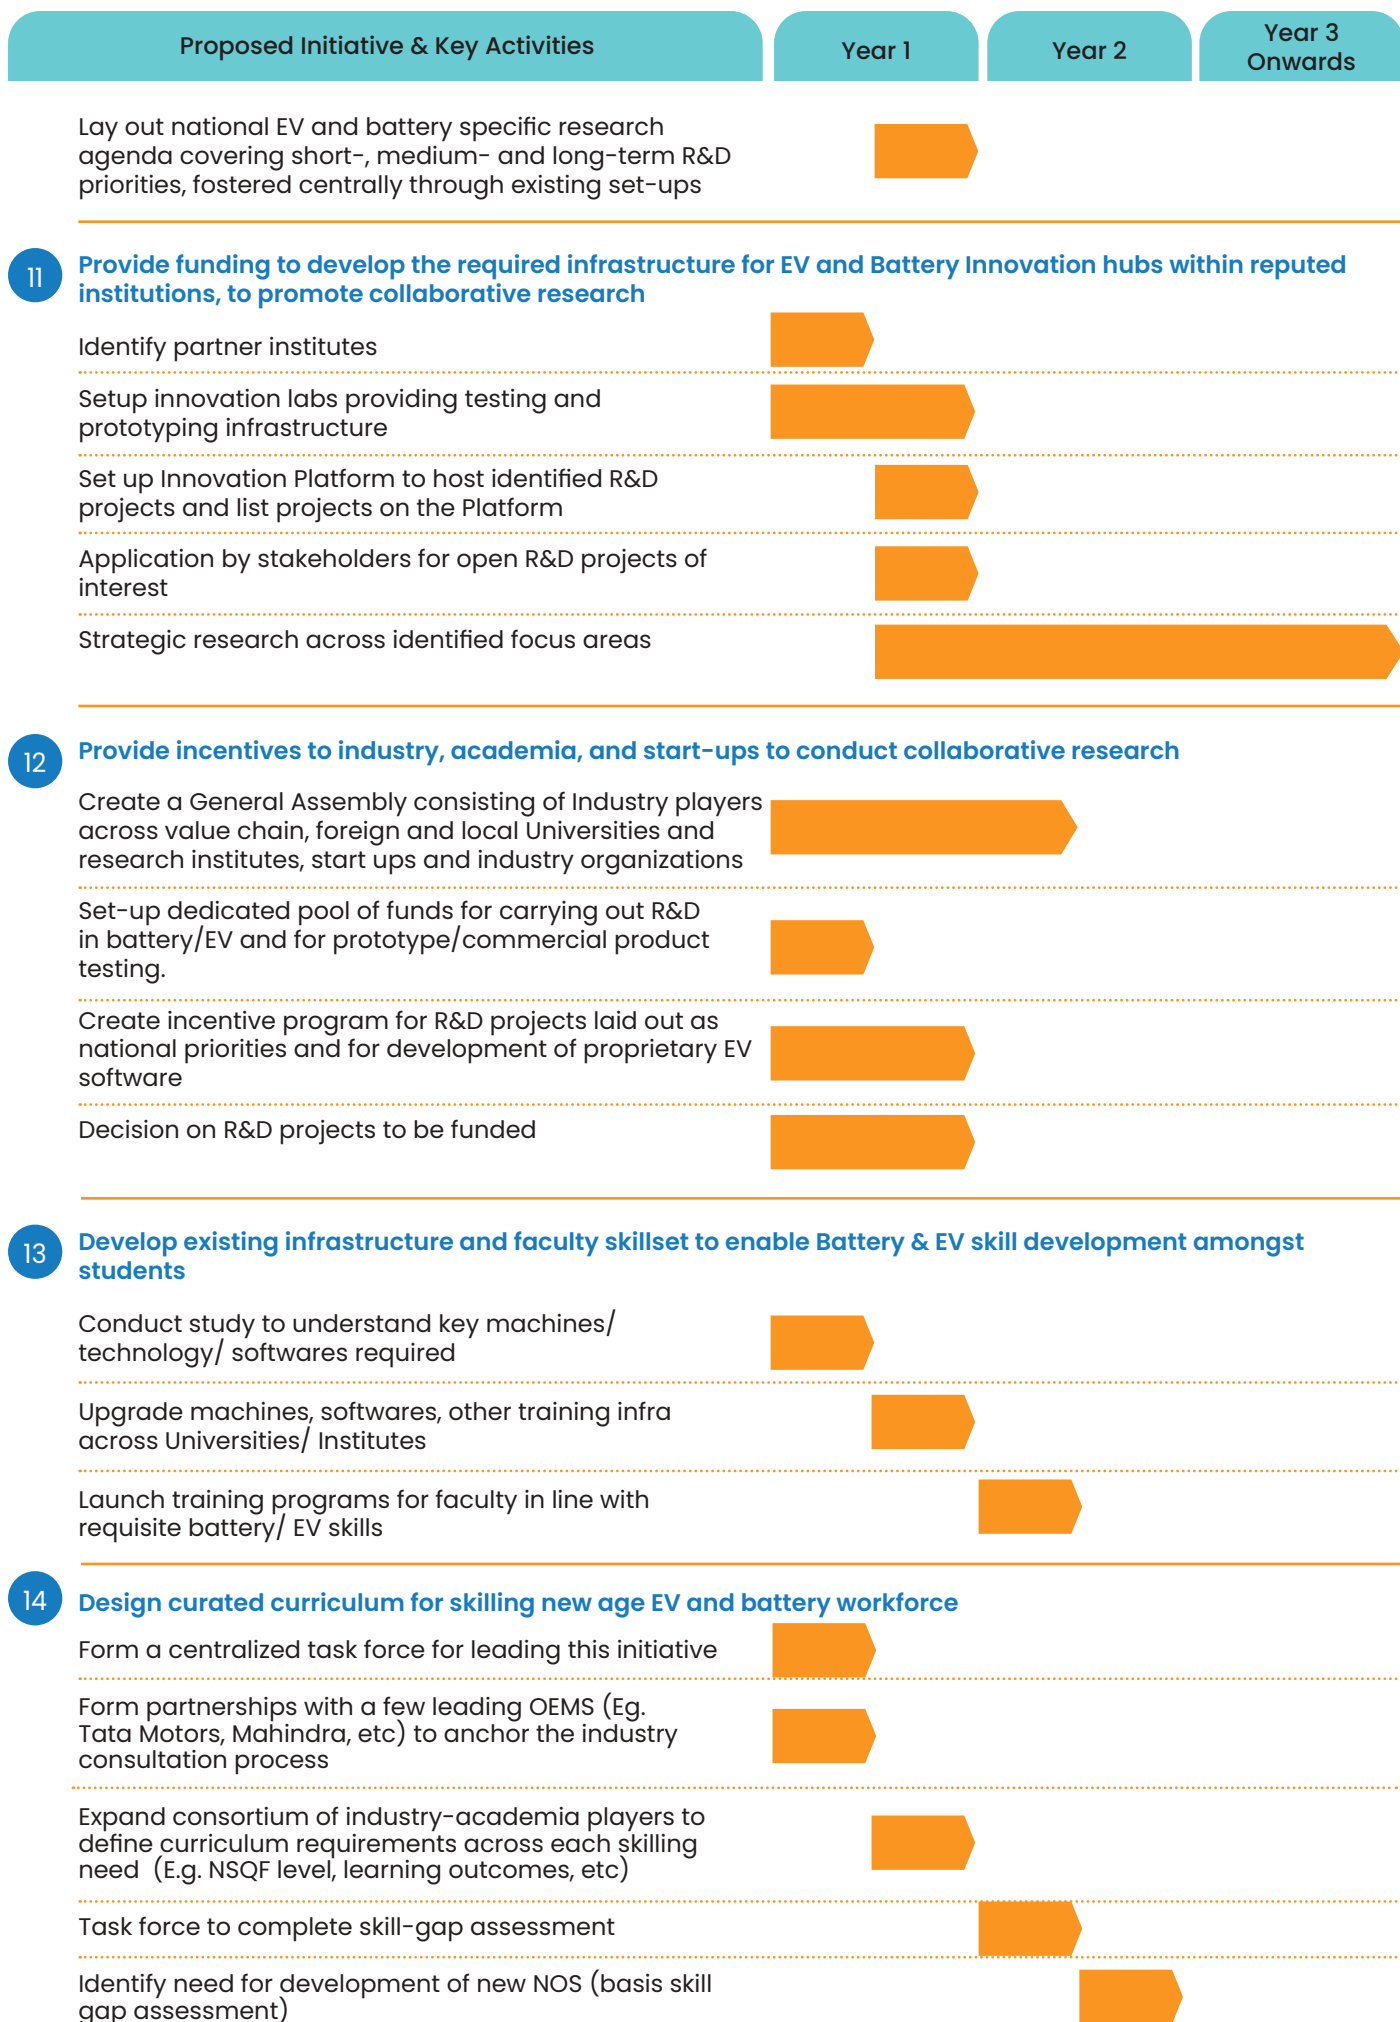 Proposed Initiative & Key Activities
Year 1
Year 2
Year 3
Onwards
Lay out national EV and battery specific research
agenda covering short-, medium- and long-term R&D
priorities, fostered centrally through existing set-ups
11
Provide funding to develop the required infrastructure for EV and Battery Innovation hubs within reputed
institutions, to promote collaborative research
Identify partner institutes
Setup innovation labs providing testing and
prototyping infrastructure
Set up Innovation Platform to host identified R&D
projects and list projects on the Platform
Application by stakeholders for open R&D projects of
interest
Strategic research across identified focus areas
12
Provide incentives to industry, academia, and start-ups to conduct collaborative research
Create a General Assembly consisting of Industry players
across value chain, foreign and local Universities and
research institutes, start ups and industry organizations
Set-up dedicated pool of funds for carrying out R&D
in battery/EV and for prototype/commercial product
testing.
Create incentive program for R&D projects laid out as
national priorities and for development of proprietary EV
software
Decision on R&D projects to be funded
13
Develop existing infrastructure and faculty skillset to enable Battery & EV skill development amongst
students
Conduct study to understand key machines/
technology/ softwares required
Upgrade machines, softwares, other training infra
across Universities/ Institutes
Launch training programs for faculty in line with
requisite battery/ EV skills
14
Design curated curriculum for skilling new age EV and battery workforce
Form a centralized task force for leading this initiative
Form partnerships with a few leading OEMS (Eg.
Tata Motors, Mahindra, etc) to anchor the industry
consultation process
Expand consortium of industry-academia players to
define curriculum requirements across each skilling
need  (E.g. NSQF level, learning outcomes, etc)
Task force to complete skill-gap assessment
Identify need for development of new NOS (basis skill
gap assessment)